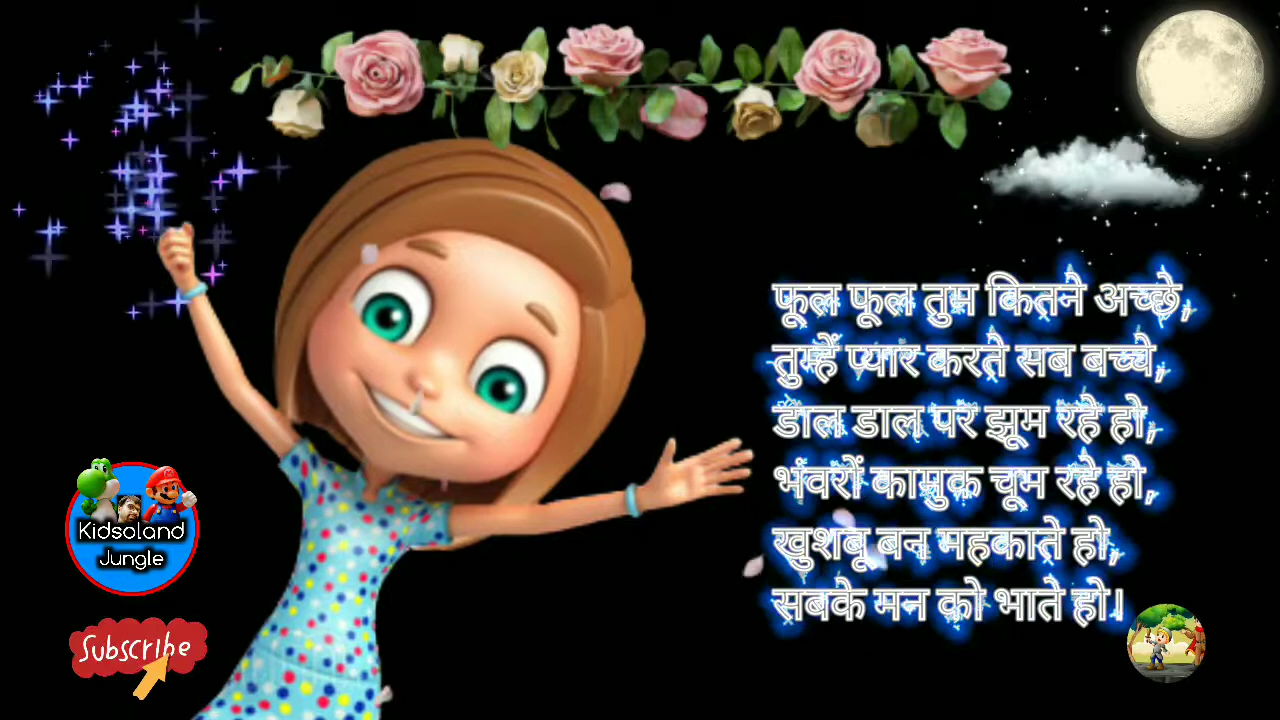 फूल फूल तुम कितने अच्छे,
तुम्हें प्यार करते सब बच्चे,
डाल डाल पर झूम रहे हो,
भंवरों कामुक चूम रहे हो,
खुशबू बन महकाते हो,
सबके मन को भाते हो।
Kidsoland
Jungle
Subscribe